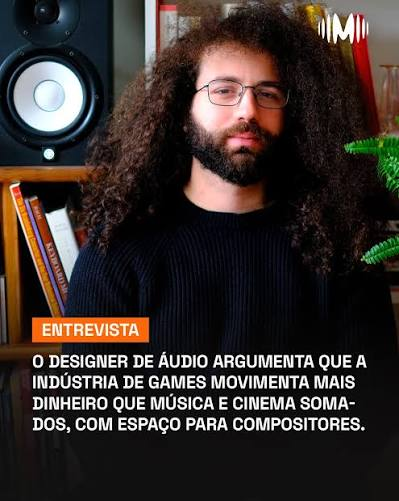 M
KEYBOARD
ENTREVISTA
O DESIGNER DE ÁUDIO ARGUMENTA QUE A
INDÚSTRIA DE GAMES MOVIMENTA MAIS
DINHEIRO QUE MÚSICA E CINEMA SOMA-
DOS, COM ESPAÇO PARA COMPOSITORES.